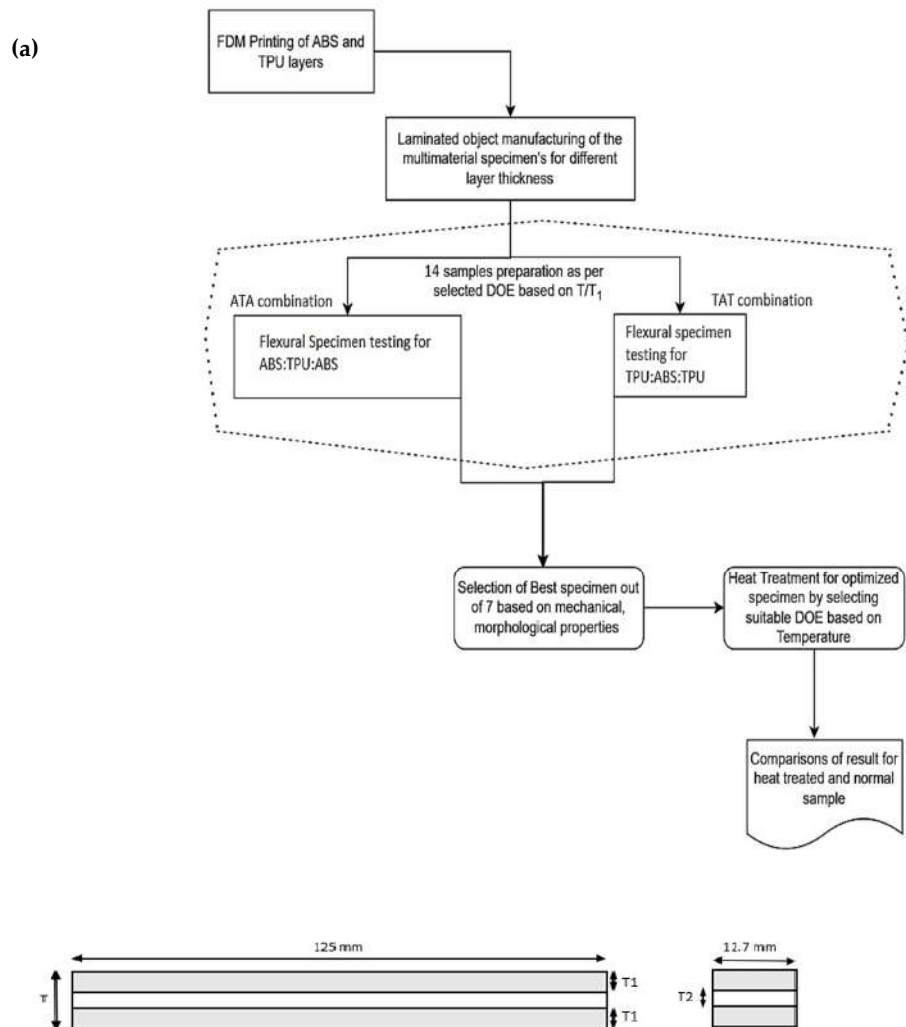 (a)
FDM Printing of ABS and
TPU layers
Laminated object manufacturing of the
multimaterial specimen's for different
layer thickness
14 samples preparation as per
selected DOE based on T/T₁
ATA combination
TAT combination
Flexural Specimen testing for
ABS:TPU:ABS
Flexural specimen
testing for
TPU:ABS:TPU
Selection of Best specimen out
of 7 based on mechanical,
morphological properties
Heat Treatment for optimized
specimen by selecting
suitable DOE based on
Temperature
Comparisons of result for
heat treated and normal
sample
125 mm
12.7 mm
T
T1
T2
T1